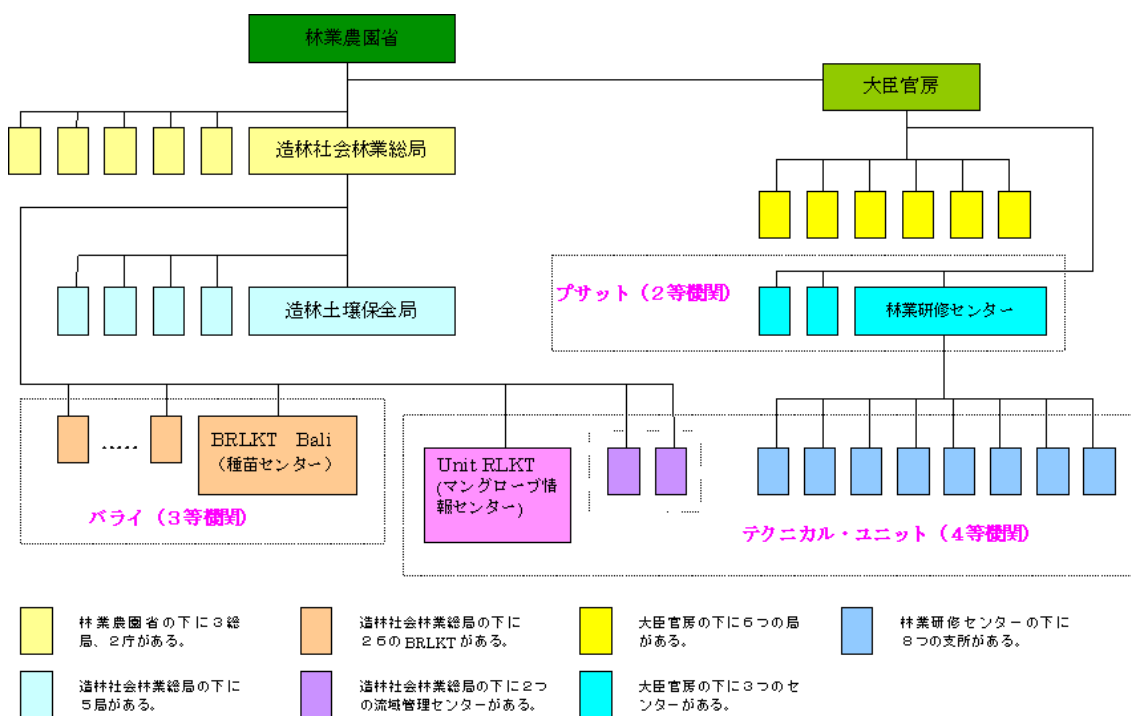 林業農園省
大臣官房
造林社会林業総局
プサット（２等機関）
造林土壌保全局
林業研修センター
BRLKT Bali
（種苗センター）
Unit RLKT
(マングローブ情
報センター)
バライ（３等機関）
テクニカル・ユニット（４等機関）
林業農園省の下に３総
局、２庁がある。
造林社会林業総局の下に
２６のBRLKTがある。
大臣官房の下に６つの局
がある。
林業研修センターの下に
８つの支所がある。
造林社会林業総局の下に
５局がある。
造林社会林業総局の下に２つ
の流域管理センターがある。
大臣官房の下に３つのセ
ンターがある。